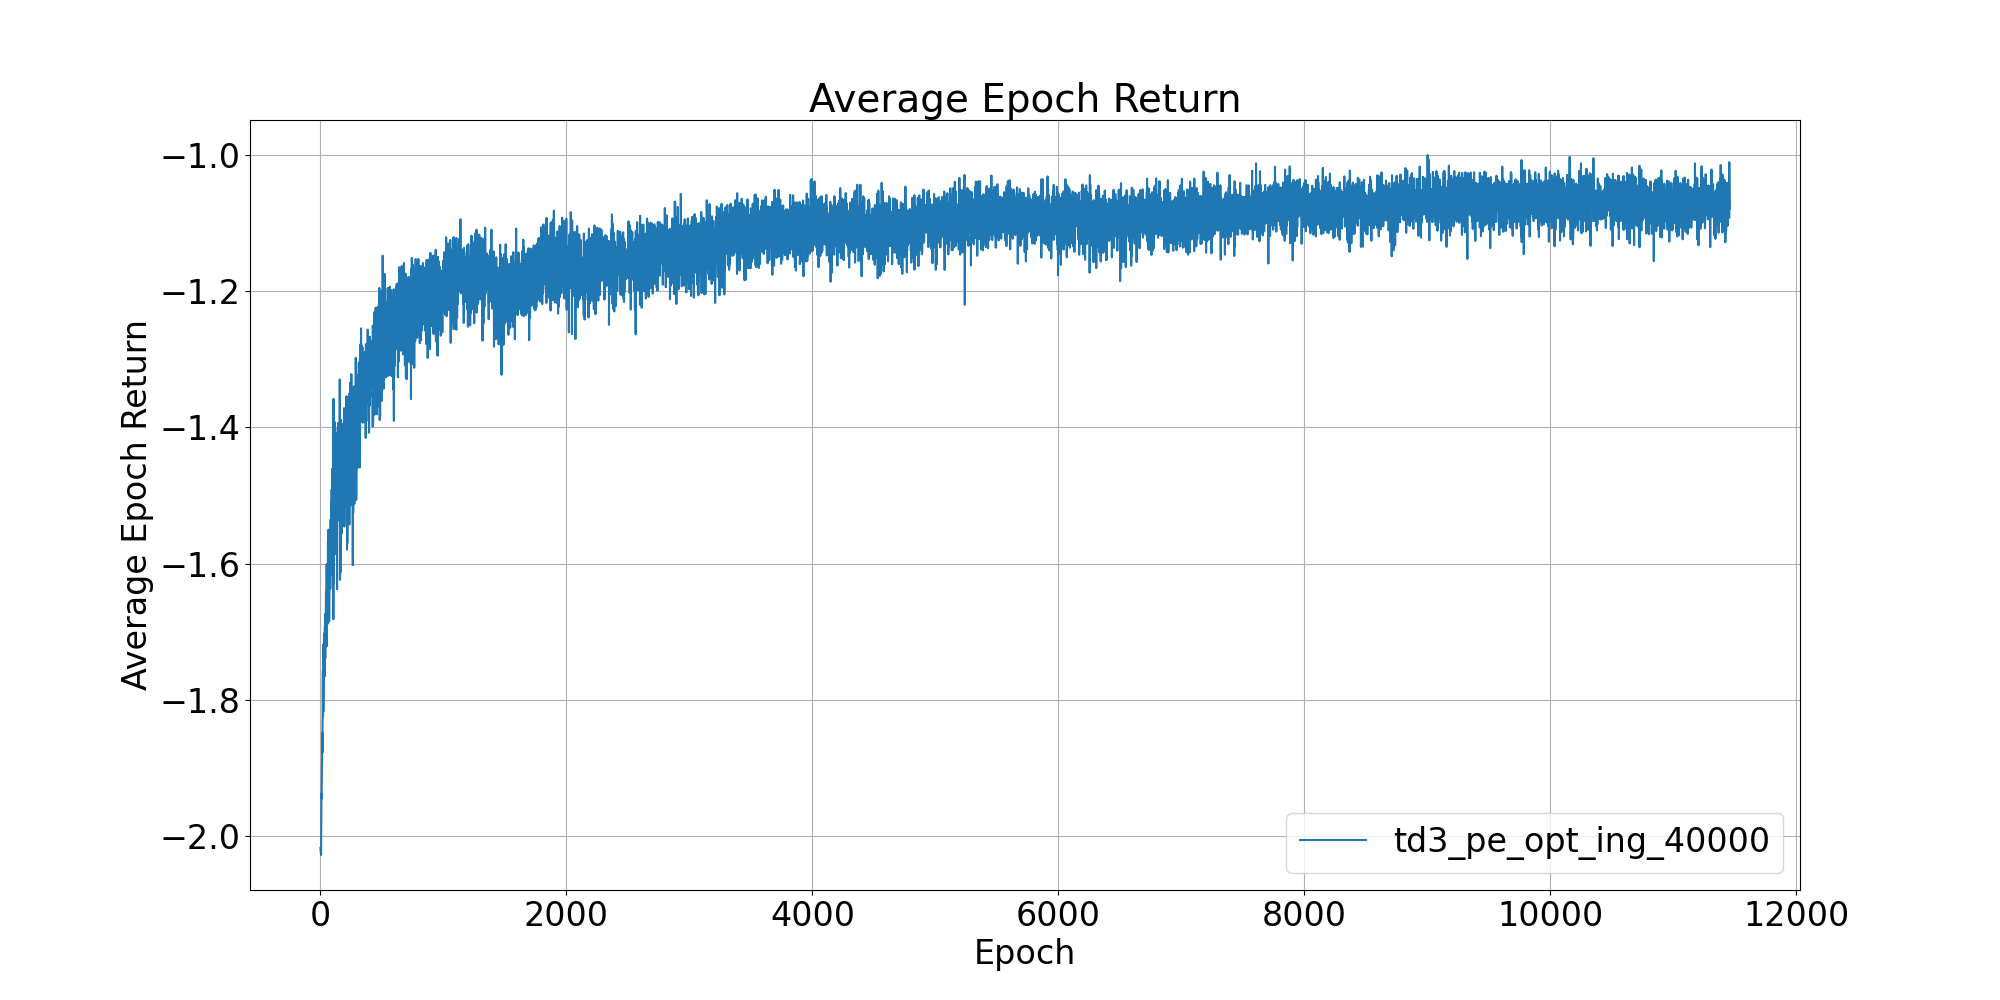 Average Epoch Return
−1.0
−1.2
−1.4
−1.6
−1.8
−2.0
Average Epoch Return
td3_pe_opt_ing_40000
0 2000 4000 6000 8000 10000 12000
Epoch